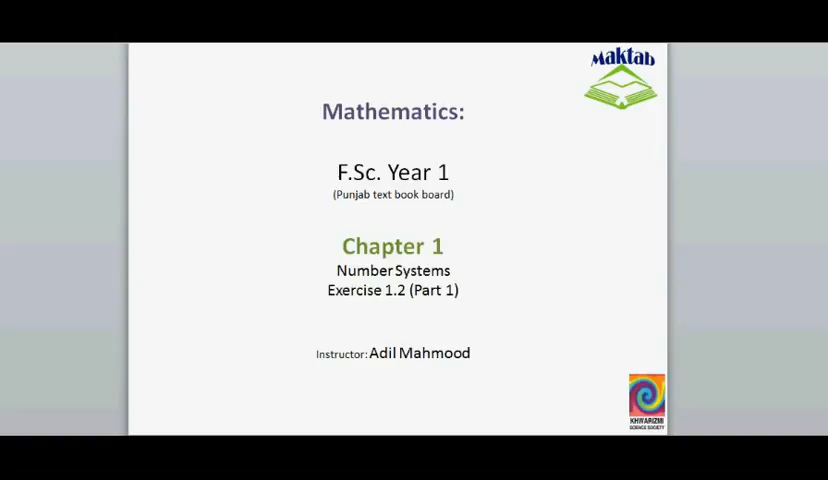 Maktab
Mathematics:
F.Sc. Year 1
(Punjab text book board)
Chapter 1
Number Systems
Exercise 1.2 (Part 1)
Instructor: Adil Mahmood
KHWARIZMI
SCIENCE SOCIETY